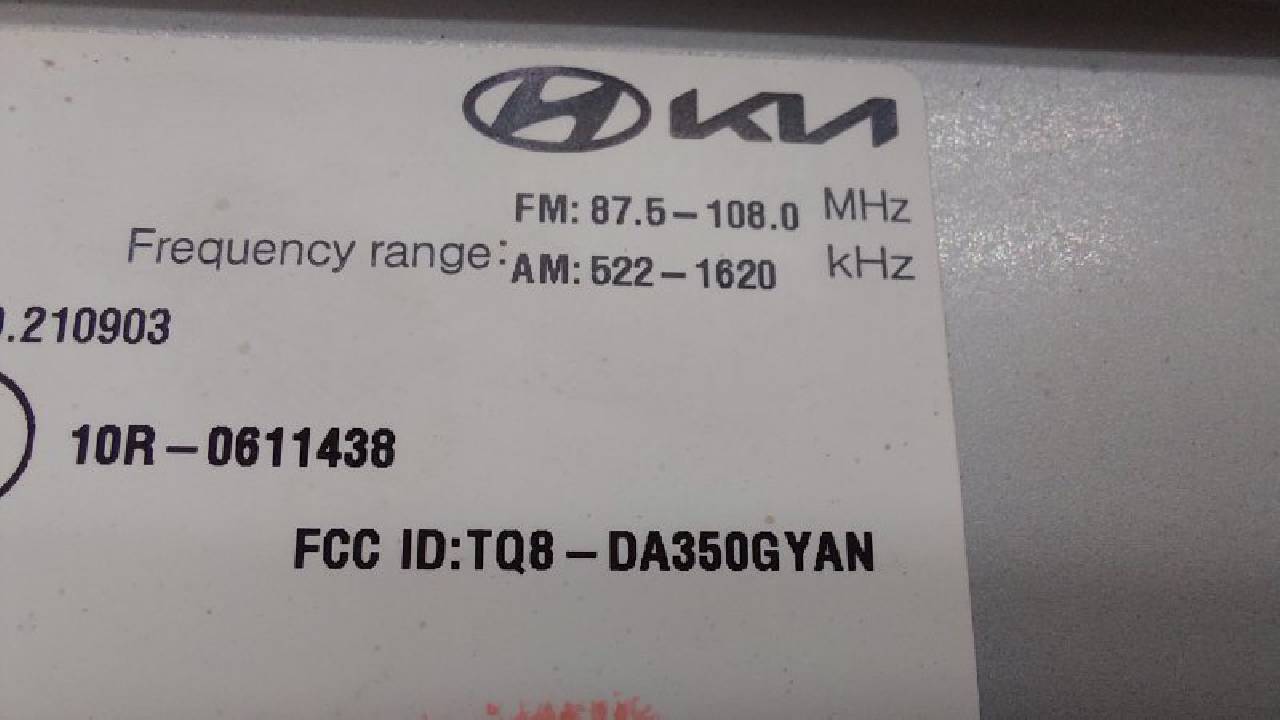 KIA
FM: 87.5-108.0 MHz
Frequency range: AM: 522-1620 kHz
.210903
10R-0611438
FCC ID:TQ8-DA350GYAN